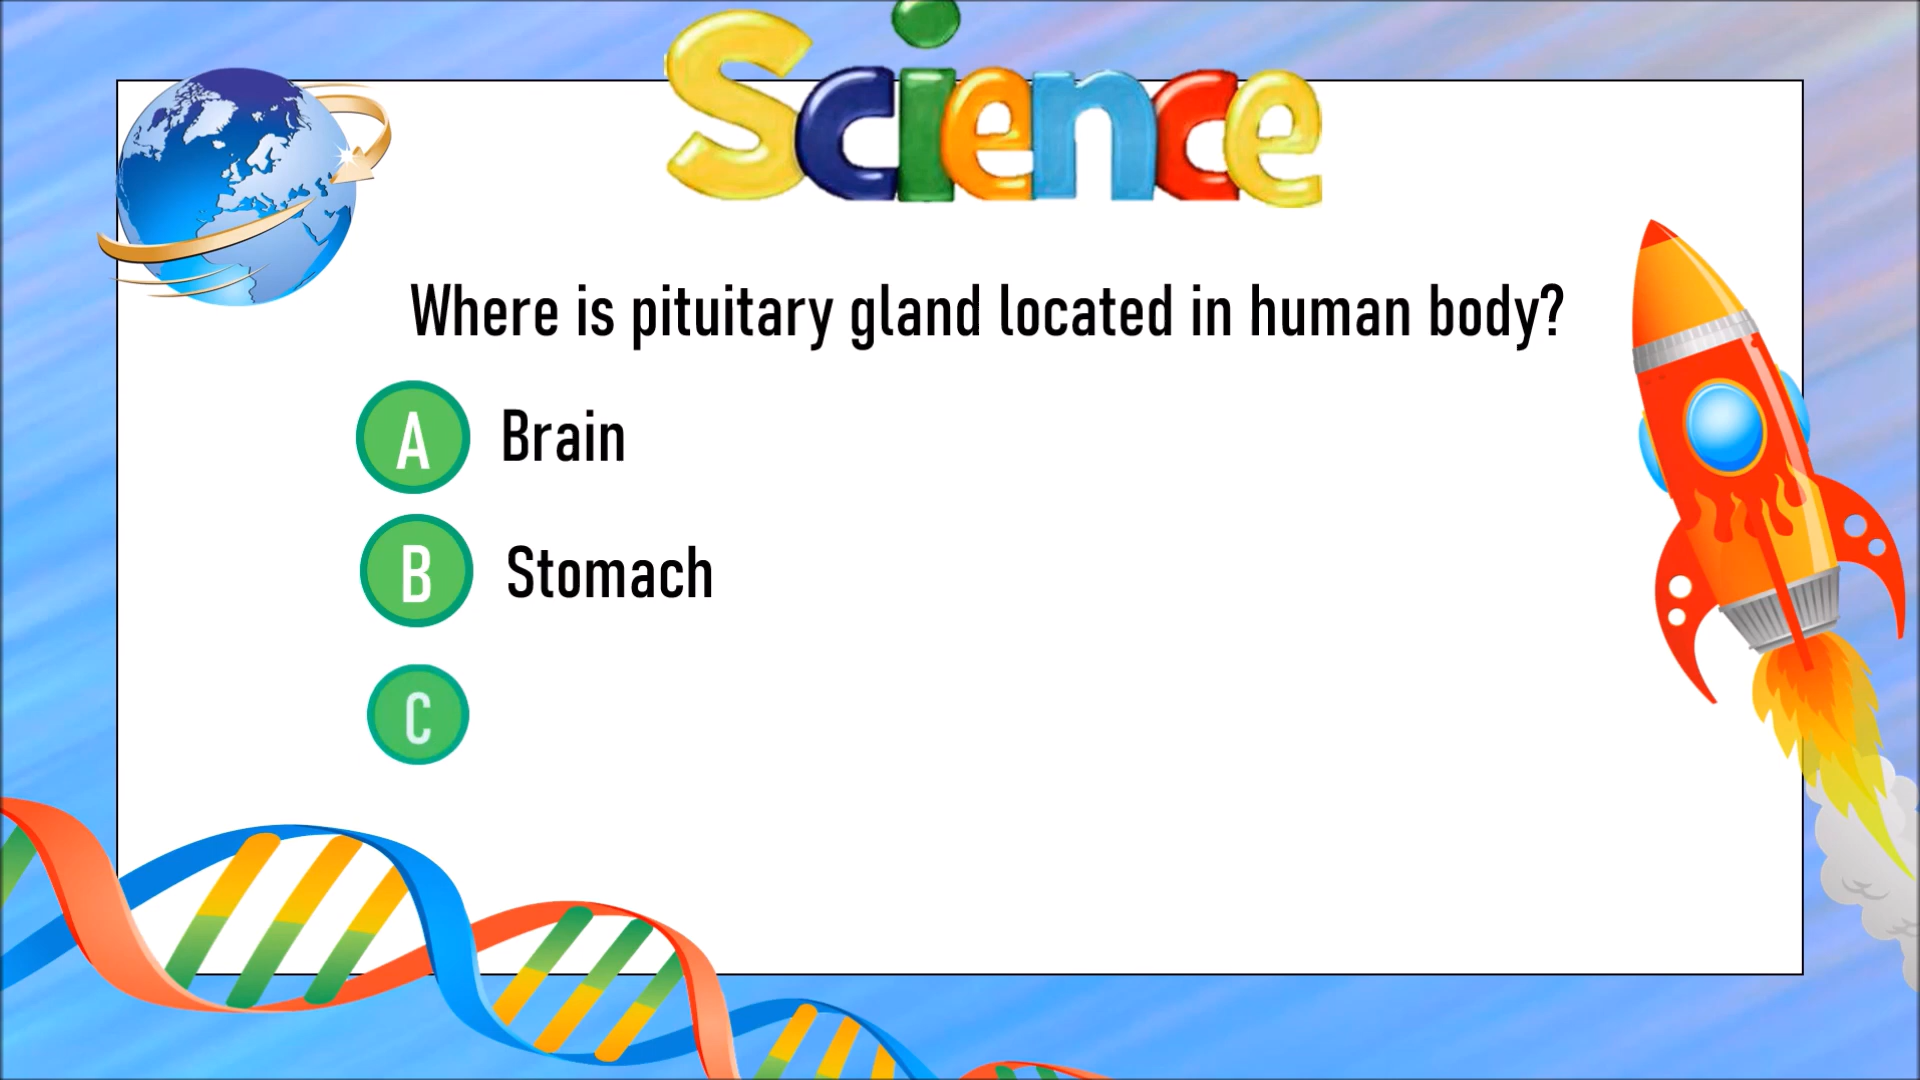 Science
Where is pituitary gland located in human body?
A Brain
B Stomach
C